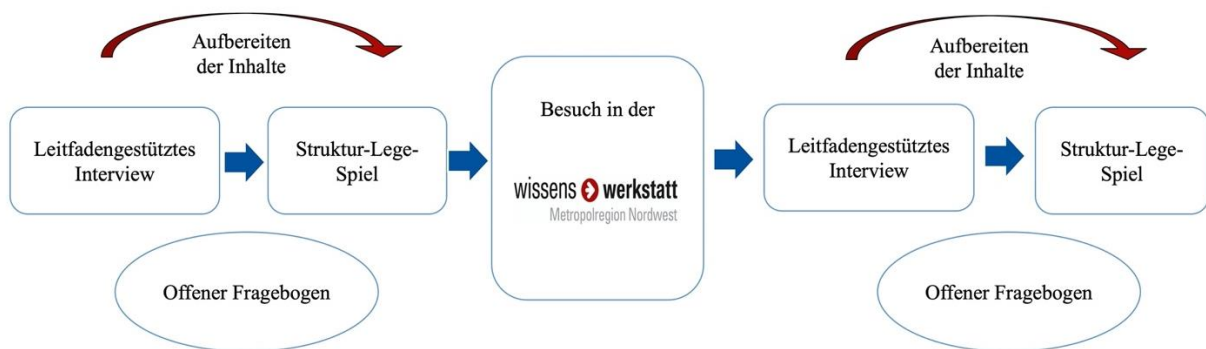 Aufbereiten
der Inhalte
Leitfadengestütztes
Interview
Struktur-Lege-
Spiel
Offener Fragebogen
Besuch in der
wissens werkstatt
Metropolregion Nordwest
Aufbereiten
der Inhalte
Leitfadengestütztes
Interview
Struktur-Lege-
Spiel
Offener Fragebogen